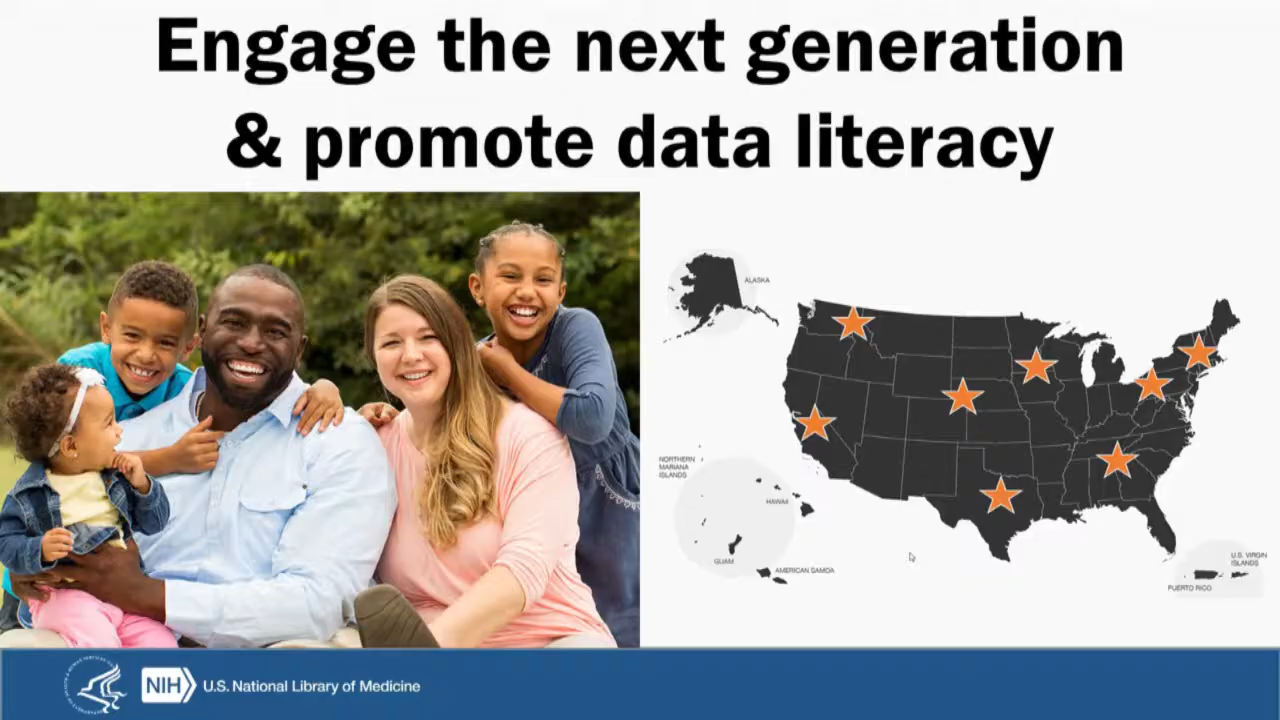 Engage the next generation
& promote data literacy
ALASKA
NORTHERN
MARIANA
ISLANDS
HAWAII
GUAM
AMERICAN SAMOA
U.S. VIRGIN
ISLANDS
PUERTO RICO
NIH
U.S. National Library of Medicine